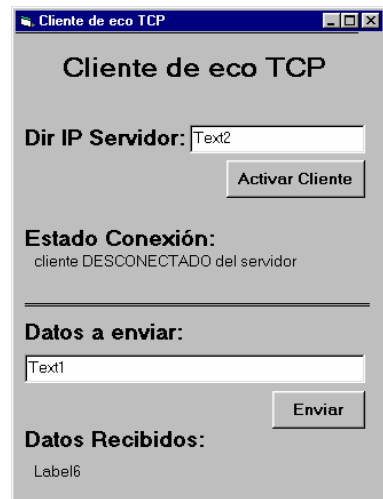 Cliente de eco TCP
Cliente de eco TCP
Dir IP Servidor: Text2
Activar Cliente
Estado Conexión:
cliente DESCONECTADO del servidor
Datos a enviar:
Text1
Enviar
Datos Recibidos:
Label6